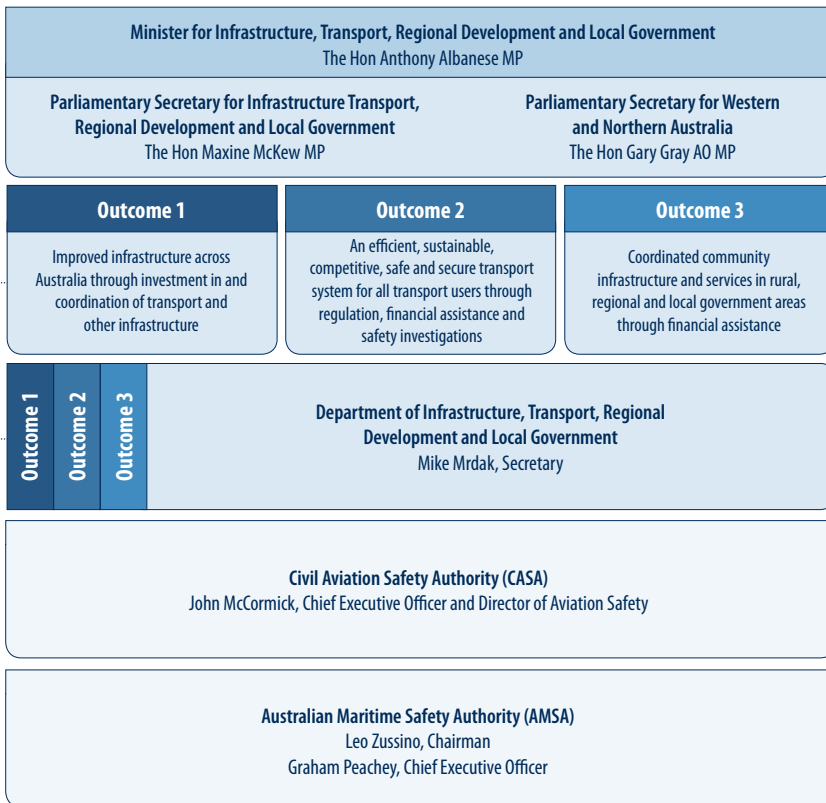 Minister for Infrastructure, Transport, Regional Development and Local Government
The Hon Anthony Albanese MP
Parliamentary Secretary for Infrastructure Transport,
Regional Development and Local Government
The Hon Maxine McKew MP
Parliamentary Secretary for Western
and Northern Australia
The Hon Gary Gray AO MP
Outcome 1
Improved infrastructure across
Australia through investment in and
coordination of transport and
other infrastructure
Outcome 2
An efficient, sustainable,
competitive, safe and secure transport
system for all transport users through
regulation, financial assistance and
safety investigations
Outcome 3
Coordinated community
infrastructure and services in rural,
regional and local government areas
through financial assistance
Outcome 1
Outcome 2
Outcome 3
Department of Infrastructure, Transport, Regional
Development and Local Government
Mike Mrdak, Secretary
Civil Aviation Safety Authority (CASA)
John McCormick, Chief Executive Officer and Director of Aviation Safety
Australian Maritime Safety Authority (AMSA)
Leo Zussino, Chairman
Graham Peachey, Chief Executive Officer